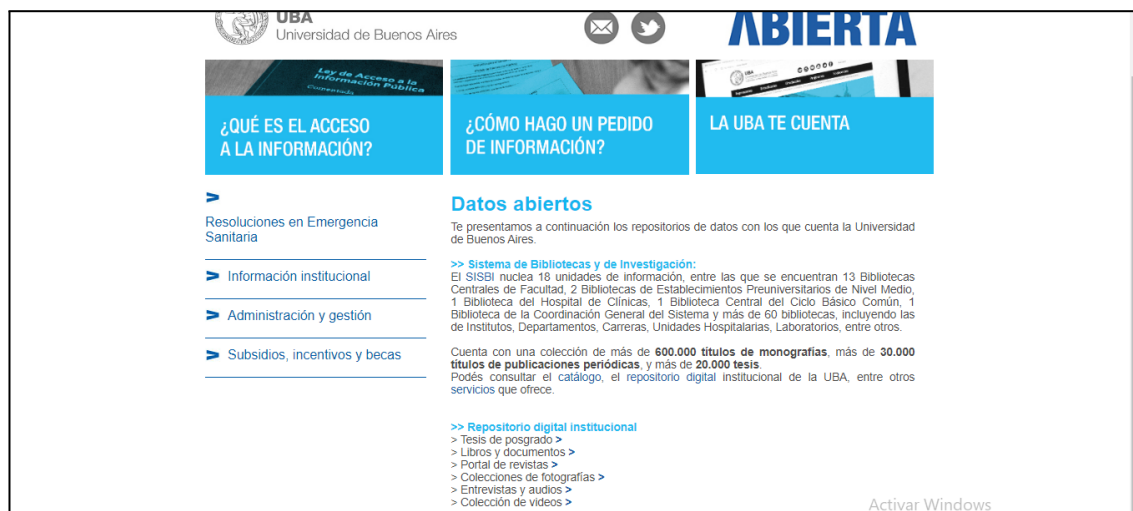 UBA
Universidad de Buenos Aires
ABIERTA
Ley de Acceso a la
Información Pública
Comentada
¿QUÉ ES EL ACCESO
A LA INFORMACIÓN?
¿CÓMO HAGO UN PEDIDO
DE INFORMACIÓN?
LA UBA TE CUENTA
>
Resoluciones en Emergencia
Sanitaria
> Información institucional
> Administración y gestión
> Subsidios, incentivos y becas
Datos abiertos
Te presentamos a continuación los repositorios de datos con los que cuenta la Universidad
de Buenos Aires.
>> Sistema de Bibliotecas y de Investigación:
El SISBI nuclea 18 unidades de información, entre las que se encuentran 13 Bibliotecas
Centrales de Facultad, 2 Bibliotecas de Establecimientos Preuniversitarios de Nivel Medio,
1 Biblioteca del Hospital de Clínicas, 1 Biblioteca Central del Ciclo Básico Común, 1
Biblioteca de la Coordinación General del Sistema y más de 60 bibliotecas, incluyendo las
de Institutos, Departamentos, Carreras, Unidades Hospitalarias, Laboratorios, entre otros.
Cuenta con una colección de más de 600.000 títulos de monografías, más de 30.000
títulos de publicaciones periódicas, y más de 20.000 tesis.
Podés consultar el catálogo, el repositorio digital institucional de la UBA, entre otros
servicios que ofrece.
>> Repositorio digital institucional
> Tesis de posgrado >
> Libros y documentos >
> Portal de revistas >
> Colecciones de fotografías >
> Entrevistas y audios >
> Colección de videos >
Activar Windows